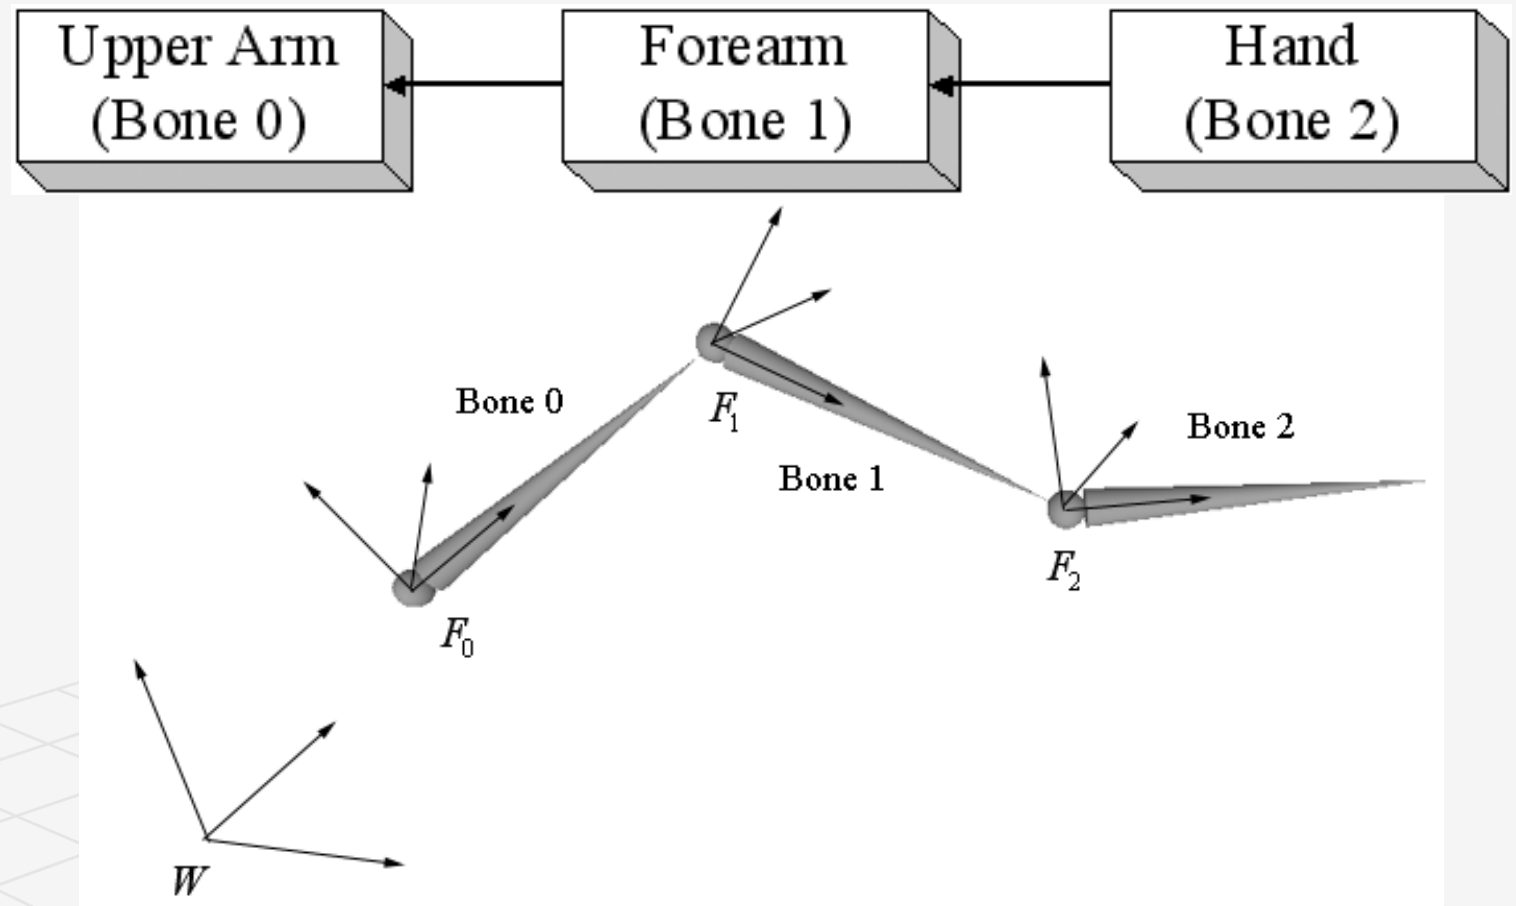 Upper Arm
(Bone 0)
Forearm
(Bone 1)
Hand
(Bone 2)
Bone 0
F₁
Bone 1
Bone 2
F₂
F₀
W